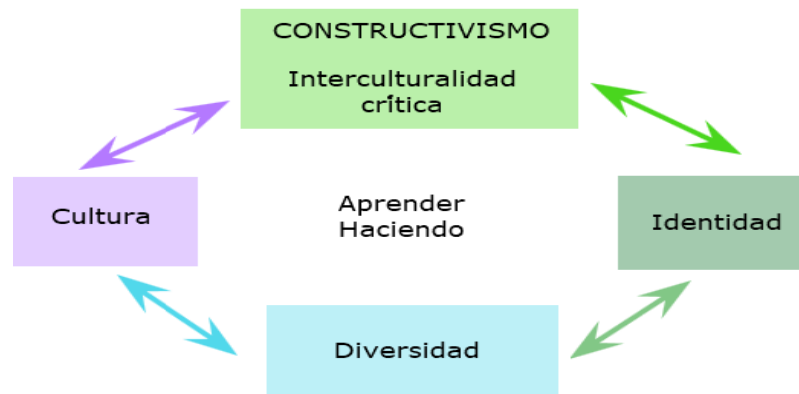 CONSTRUCTIVISMO
Interculturalidad
crítica
Cultura
Aprender
Haciendo
Identidad
Diversidad